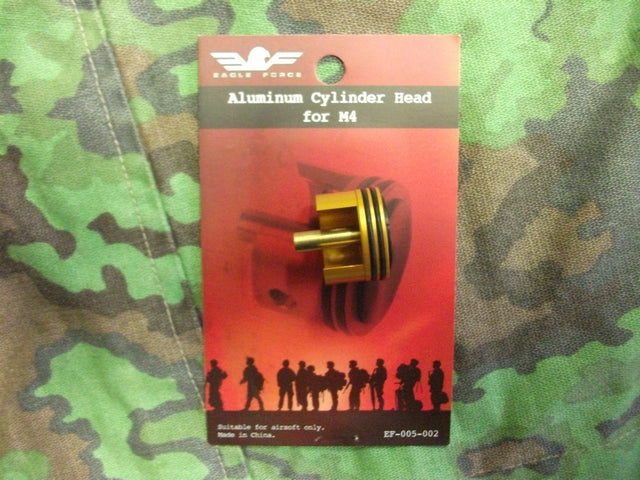 EAGLE FORCE
Aluminum Cylinder Head
for M4
Suitable for airsoft only.
Made in China.
EF-005-002